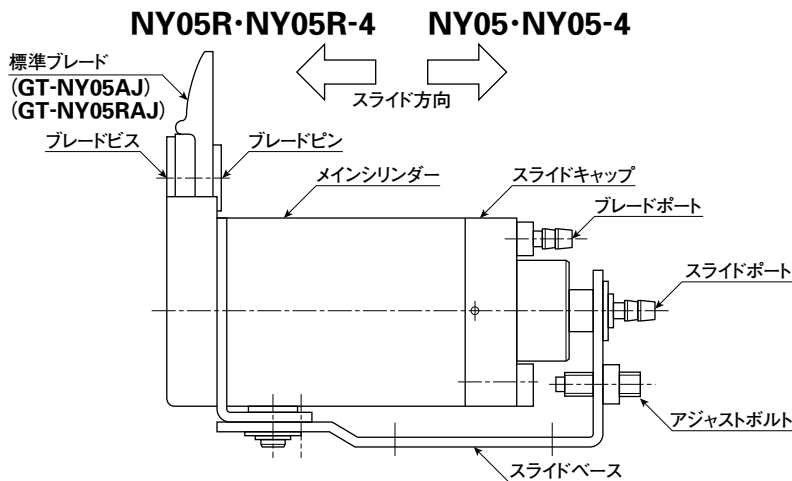 NY05R・NY05R-4 NY05・NY05-4
標準ブレード
(GT-NY05AJ)
(GT-NY05RAJ)
スライド方向
ブレードビス
ブレードピン
メインシリンダー
スライドキャップ
ブレードポート
スライドポート
アジャストボルト
スライドベース